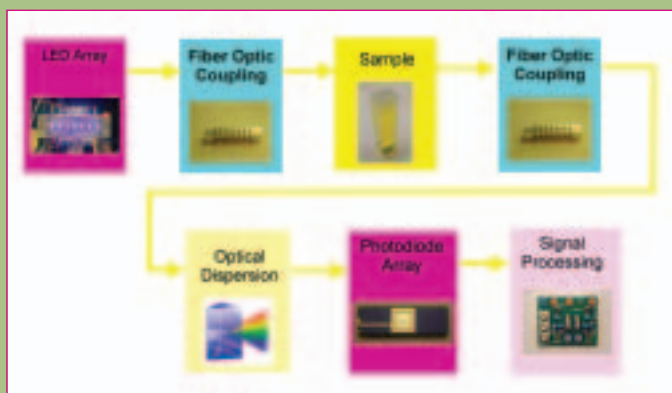 LED Array
Fiber Optic
Coupling
Sample
Fiber Optic
Coupling
Optical
Dispersion
Photodiode
Array
Signal
Processing